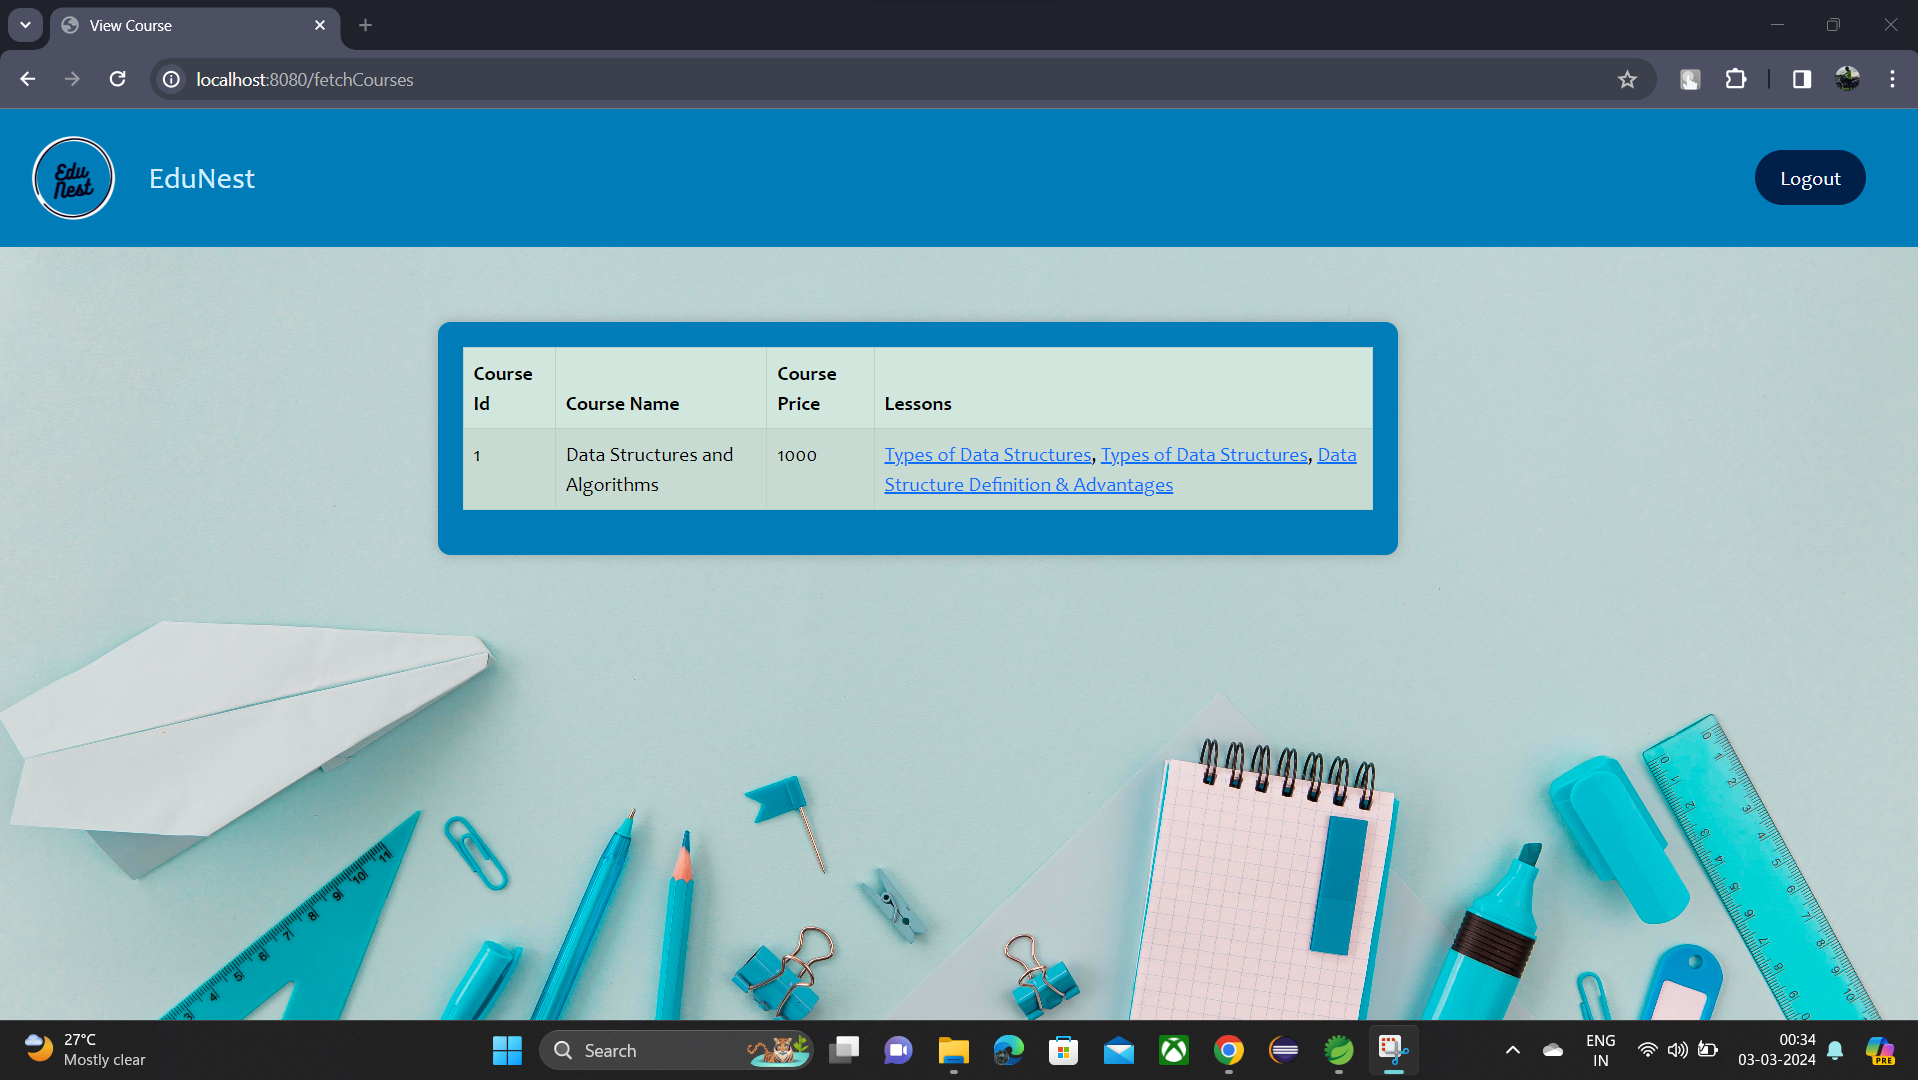 View Course
localhost:8080/fetchCourses
Edu
Nest
EduNest
Logout
Course Id
Course Name
Course Price
Lessons
1
Data Structures and
Algorithms
1000
Types of Data Structures, Types of Data Structures, Data
Structure Definition & Advantages
27°C
Mostly clear
Search
ENG
IN
00:34
03-03-2024
PRE